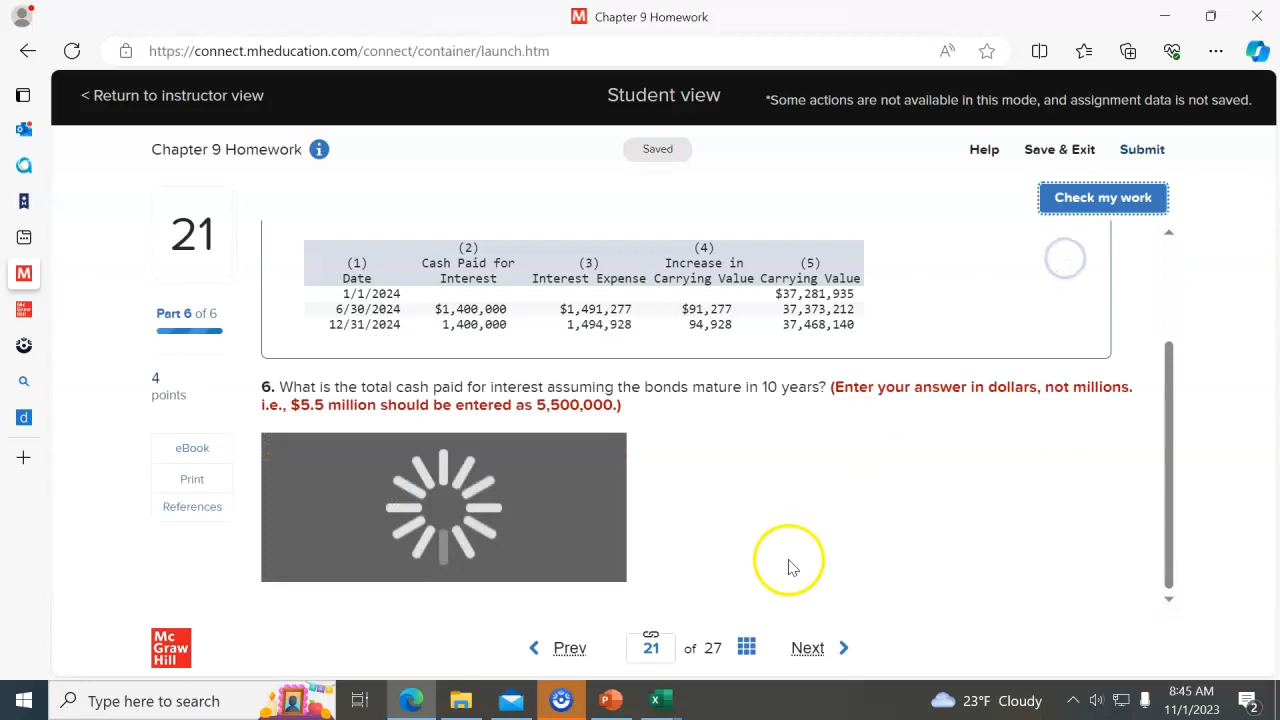 Chapter 9 Homework
https://connect.mheducation.com/connect/container/launch.htm
< Return to instructor view
Student view
*Some actions are not available in this mode, and assignment data is not saved.
Chapter 9 Homework
Saved
Help
Save & Exit
Submit
Check my work
21
Part 6 of 6
4
points
eBook
Print
References
(2) (4)
(1) Cash Paid for (3) Increase in (5)
Date Interest Interest Expense Carrying Value Carrying Value
1/1/2024 $37,281,935
6/30/2024 $1,400,000 $1,491,277 $91,277 37,373,212
12/31/2024 1,400,000 1,494,928 94,928 37,468,140
6. What is the total cash paid for interest assuming the bonds mature in 10 years? (Enter your answer in dollars, not millions.
i.e., $5.5 million should be entered as 5,500,000.)
Mc
Graw
Hill
Prev
21 of 27
Next
Type here to search
23°F Cloudy
8:45 AM
11/1/2023
2